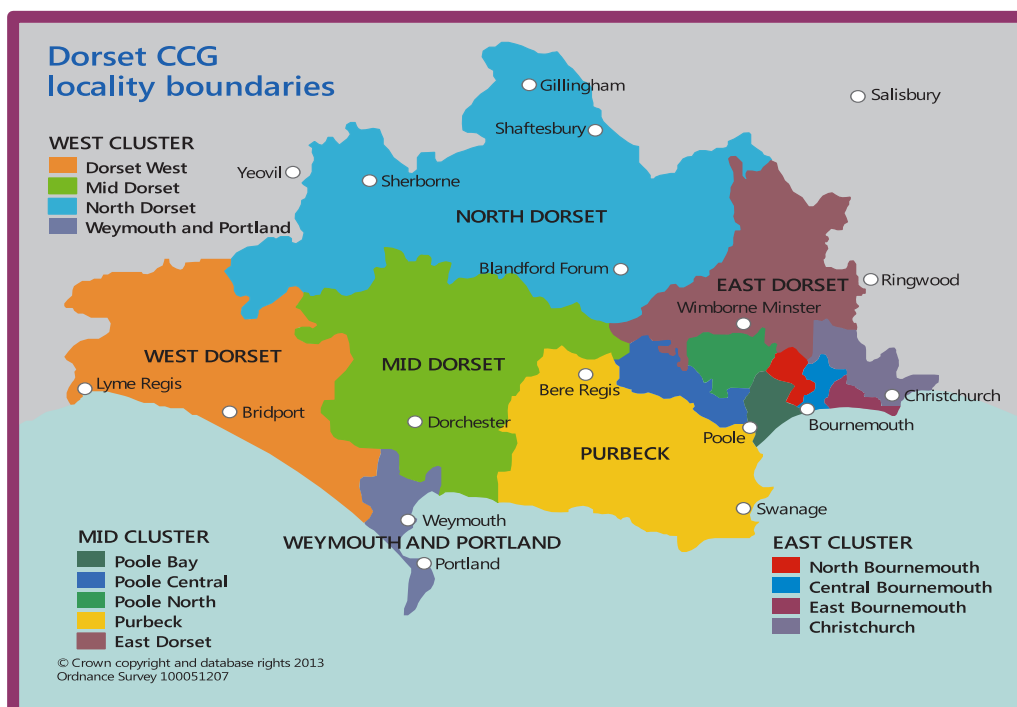 Dorset CCG
locality boundaries
WEST CLUSTER
Dorset West
Mid Dorset
North Dorset
Weymouth and Portland
Gillingham
Salisbury
Shaftesbury
Yeovil
Sherborne
NORTH DORSET
Blandford Forum
EAST DORSET
Ringwood
Wimborne Minster
WEST DORSET
MID DORSET
Lyme Regis
Bere Regis
Christchurch
Bridport
Dorchester
Bournemouth
Poole
PURBECK
Swanage
Weymouth
WEYMOUTH AND PORTLAND
Portland
MID CLUSTER
Poole Bay
Poole Central
Poole North
Purbeck
East Dorset
EAST CLUSTER
North Bournemouth
Central Bournemouth
East Bournemouth
Christchurch
© Crown copyright and database rights 2013
Ordnance Survey 100051207